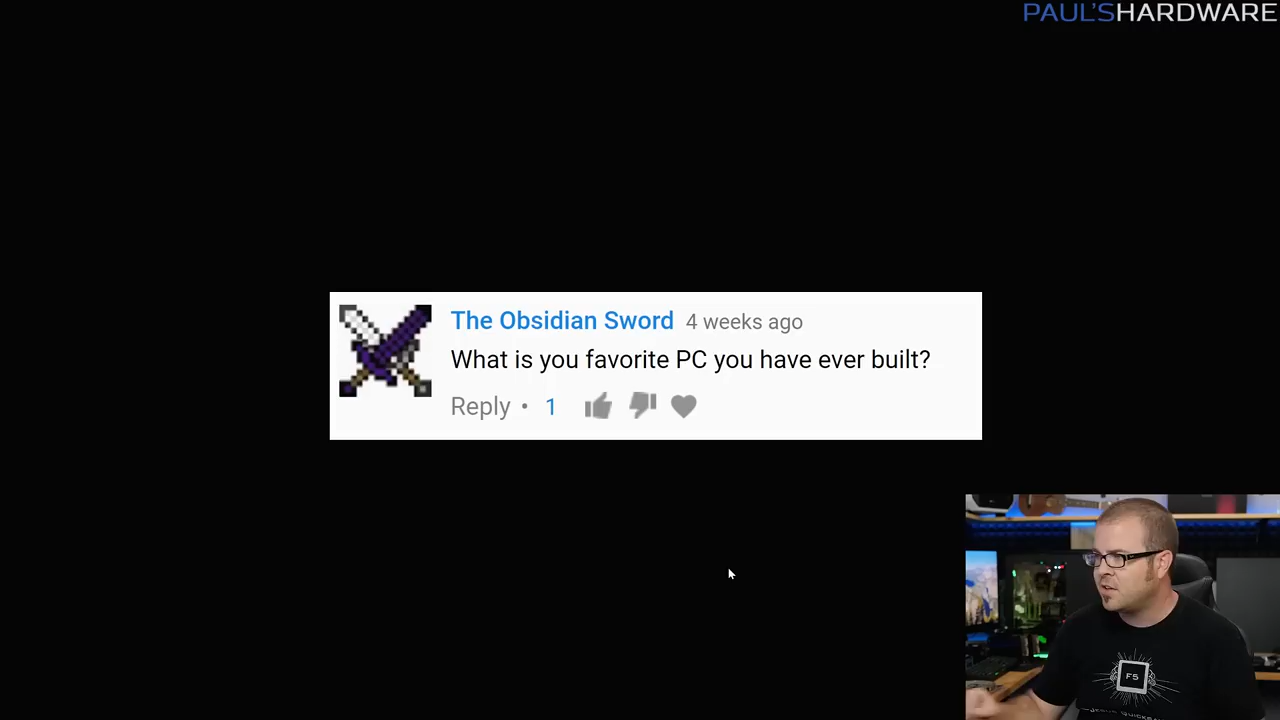 PAUL'SHARDWARE
The Obsidian Sword 4 weeks ago
What is you favorite PC you have ever built?
Reply • 1
F5